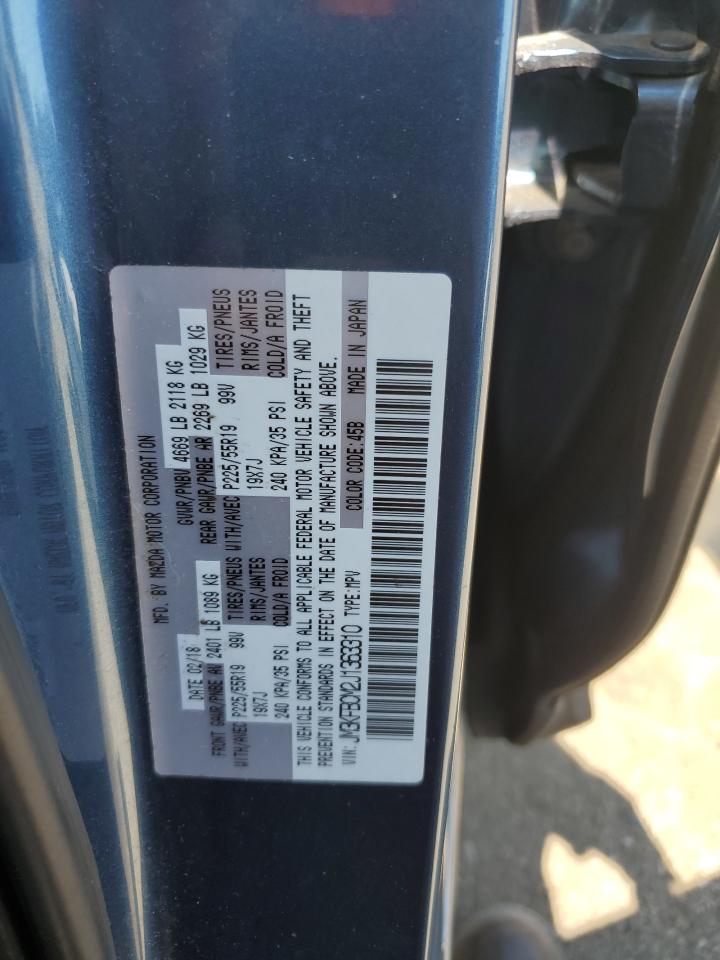 MFD. BY MAZDA MOTOR CORPORATION
DATE 02/18 GVWR/PNBV 4669 LB 2118 KG
FRONT GAWR/PNBE AV 2401 LB 1089 KG REAR GAWR/PNBE AR 2269 LB 1029 KG
WITH/AVEC P225/55R19 99V TIRES/PNEUS WITH/AVEC P225/55R19 99V TIRES/PNEUS
19X7J RIMS/JANTES 19X7J RIMS/JANTES
240 KPA/35 PSI COLD/A FROID 240 KPA/35 PSI COLD/A FROID
THIS VEHICLE CONFORMS TO ALL APPLICABLE FEDERAL MOTOR VEHICLE SAFETY AND THEFT
PREVENTION STANDARDS IN EFFECT ON THE DATE OF MANUFACTURE SHOWN ABOVE.
VIN: JM3KFBCM2J1363310 TYPE:MPV COLOR CODE:45B MADE IN JAPAN